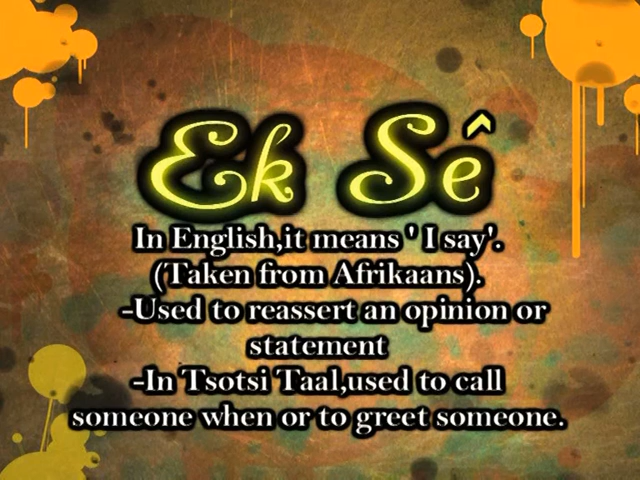 Ek Sê
In English,it means ' I say'.
(Taken from Afrikaans).
-Used to reassert an opinion or
statement
-In Tsotsi Taal,used to call
someone when or to greet someone.